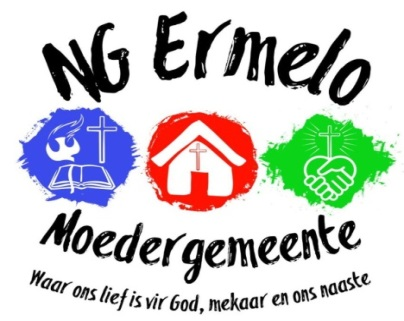 NG Ermelo
Moedergemeente
Waar ons lief is vir God, mekaar en ons naaste